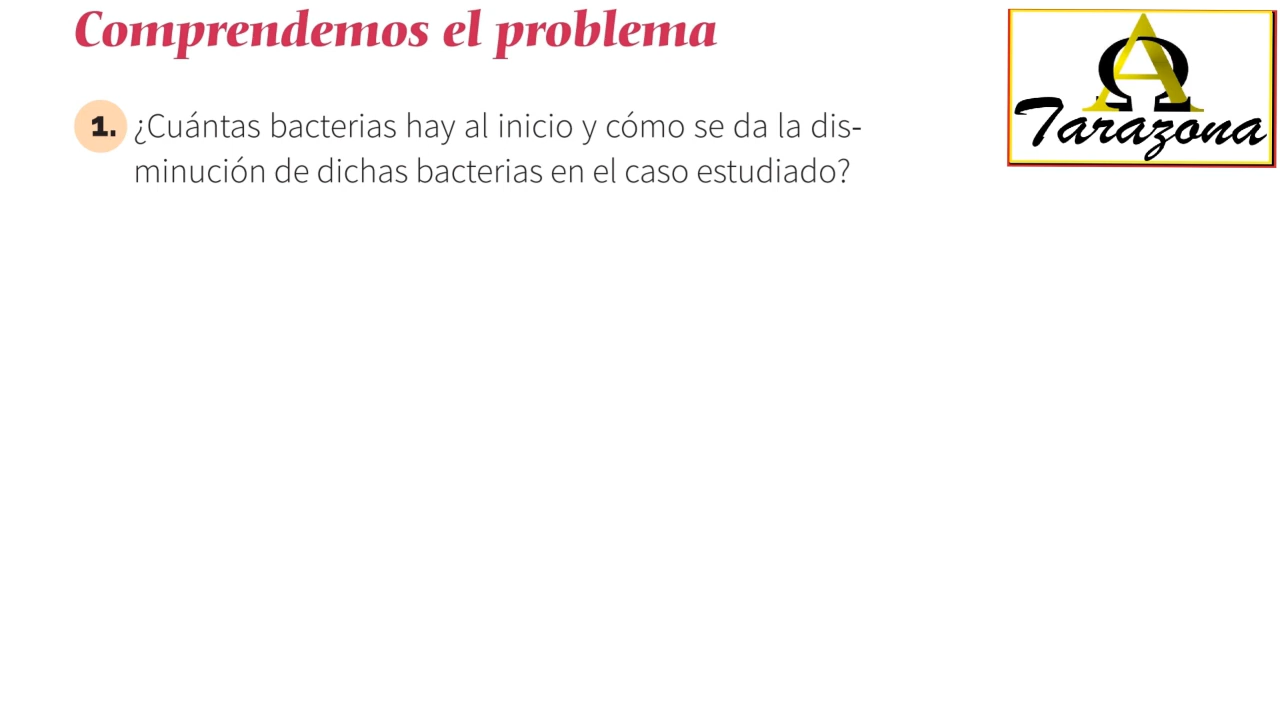 Comprendemos el problema
1. ¿Cuántas bacterias hay al inicio y cómo se da la dis-
minución de dichas bacterias en el caso estudiado?
AΩ
Tarazona